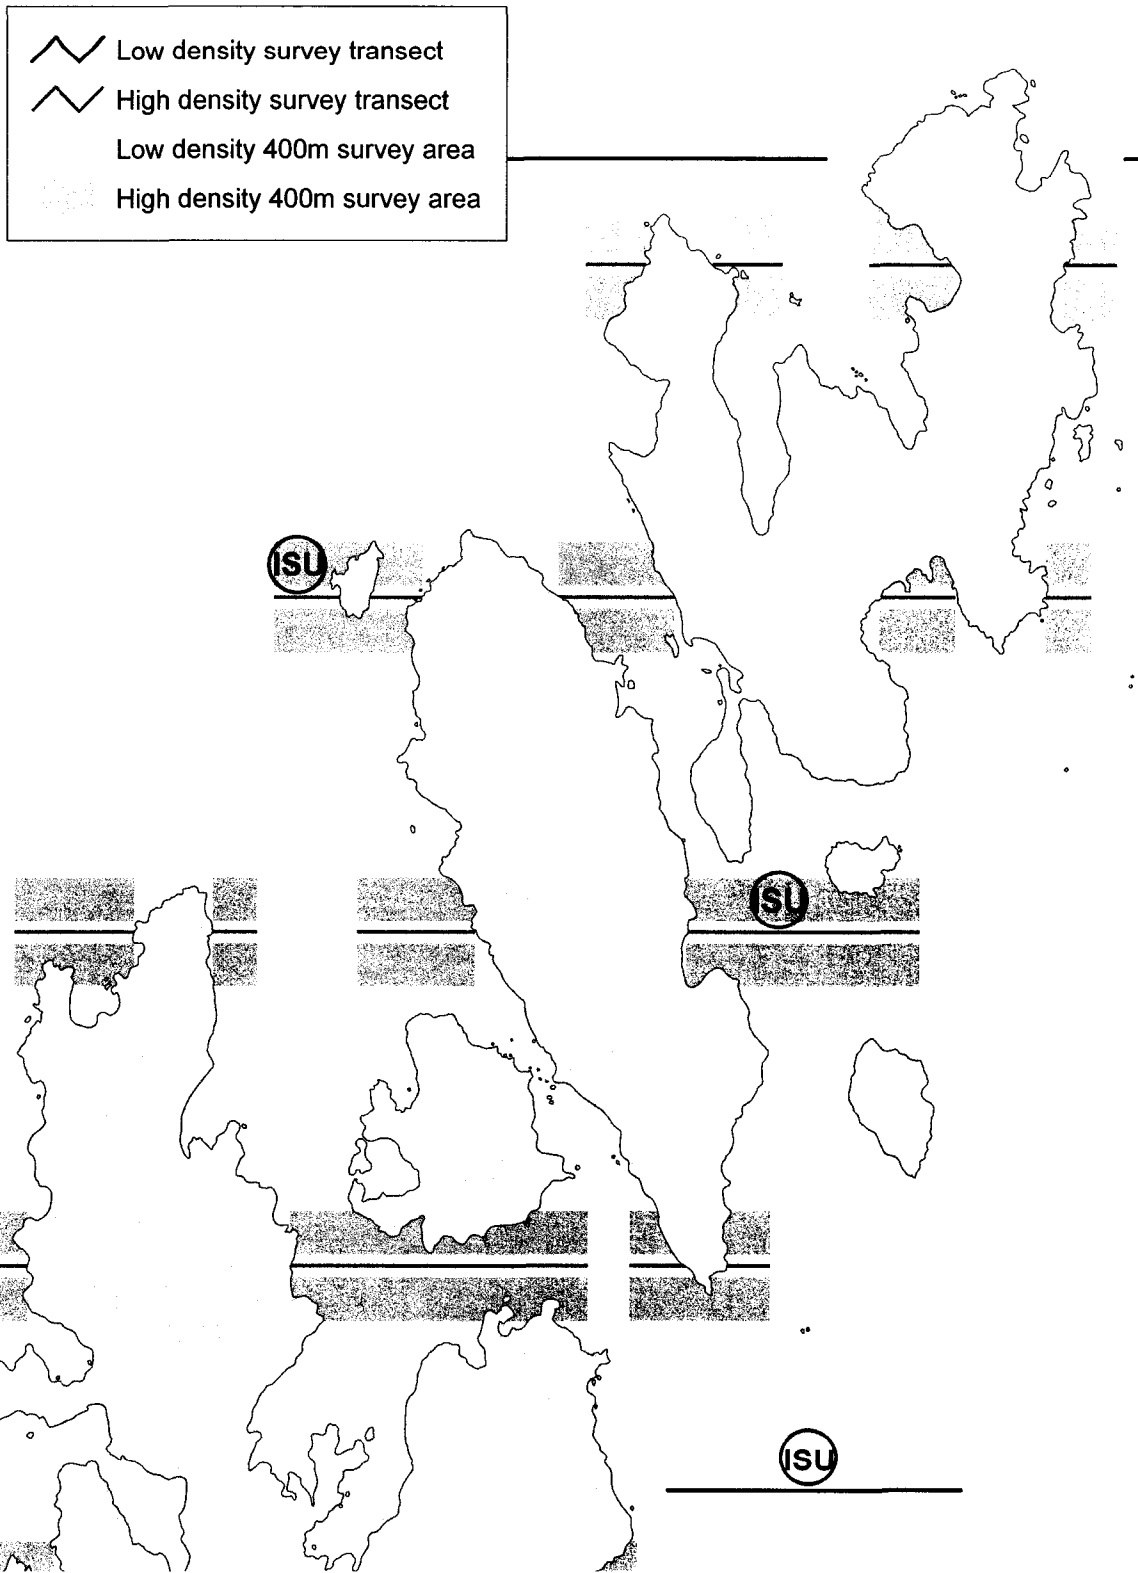 Low density survey transect
High density survey transect
Low density 400m survey area
High density 400m survey area
ISU
ISU
ISU